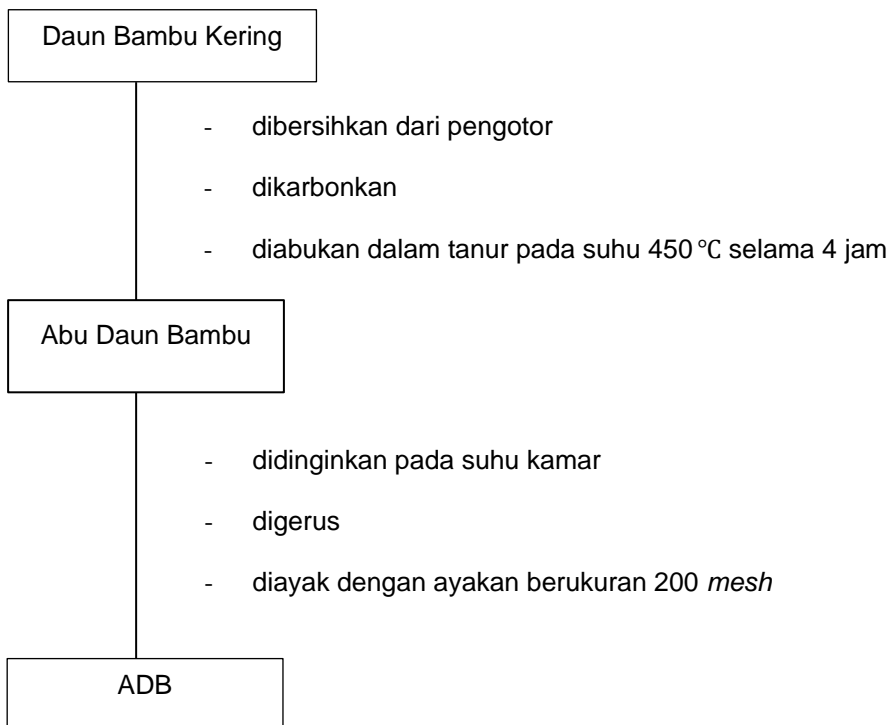 Daun Bambu Kering
- dibersihkan dari pengotor
- dikarbonkan
- diabukan dalam tanur pada suhu 450 ℃ selama 4 jam
Abu Daun Bambu
- didinginkan pada suhu kamar
- digerus
- diayak dengan ayakan berukuran 200 mesh
ADB